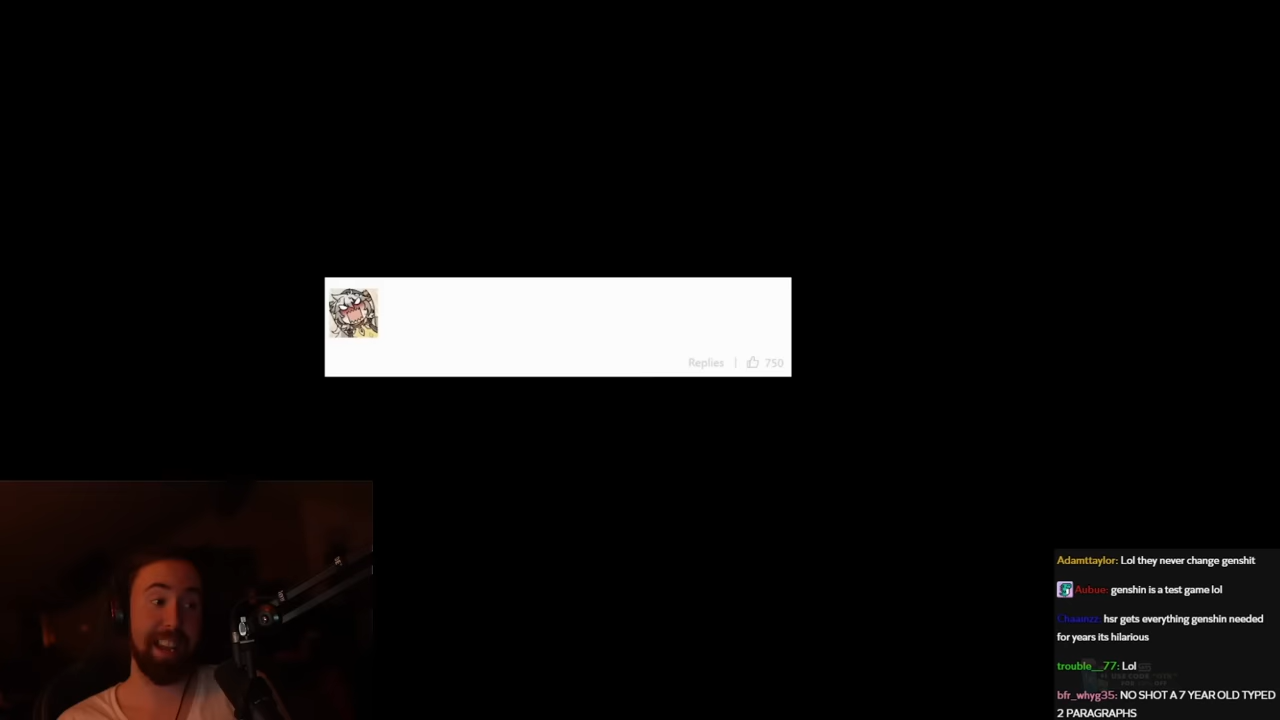 Replies | 750
Adamttaylor: Lol they never change genshit
Aubue: genshin is a test game lol
hsr gets everything genshin needed
for years its hilarious
trouble__77: Lol
bfr_whyg35: NO SHOT A 7 YEAR OLD TYPED
2 PARAGRAPHS